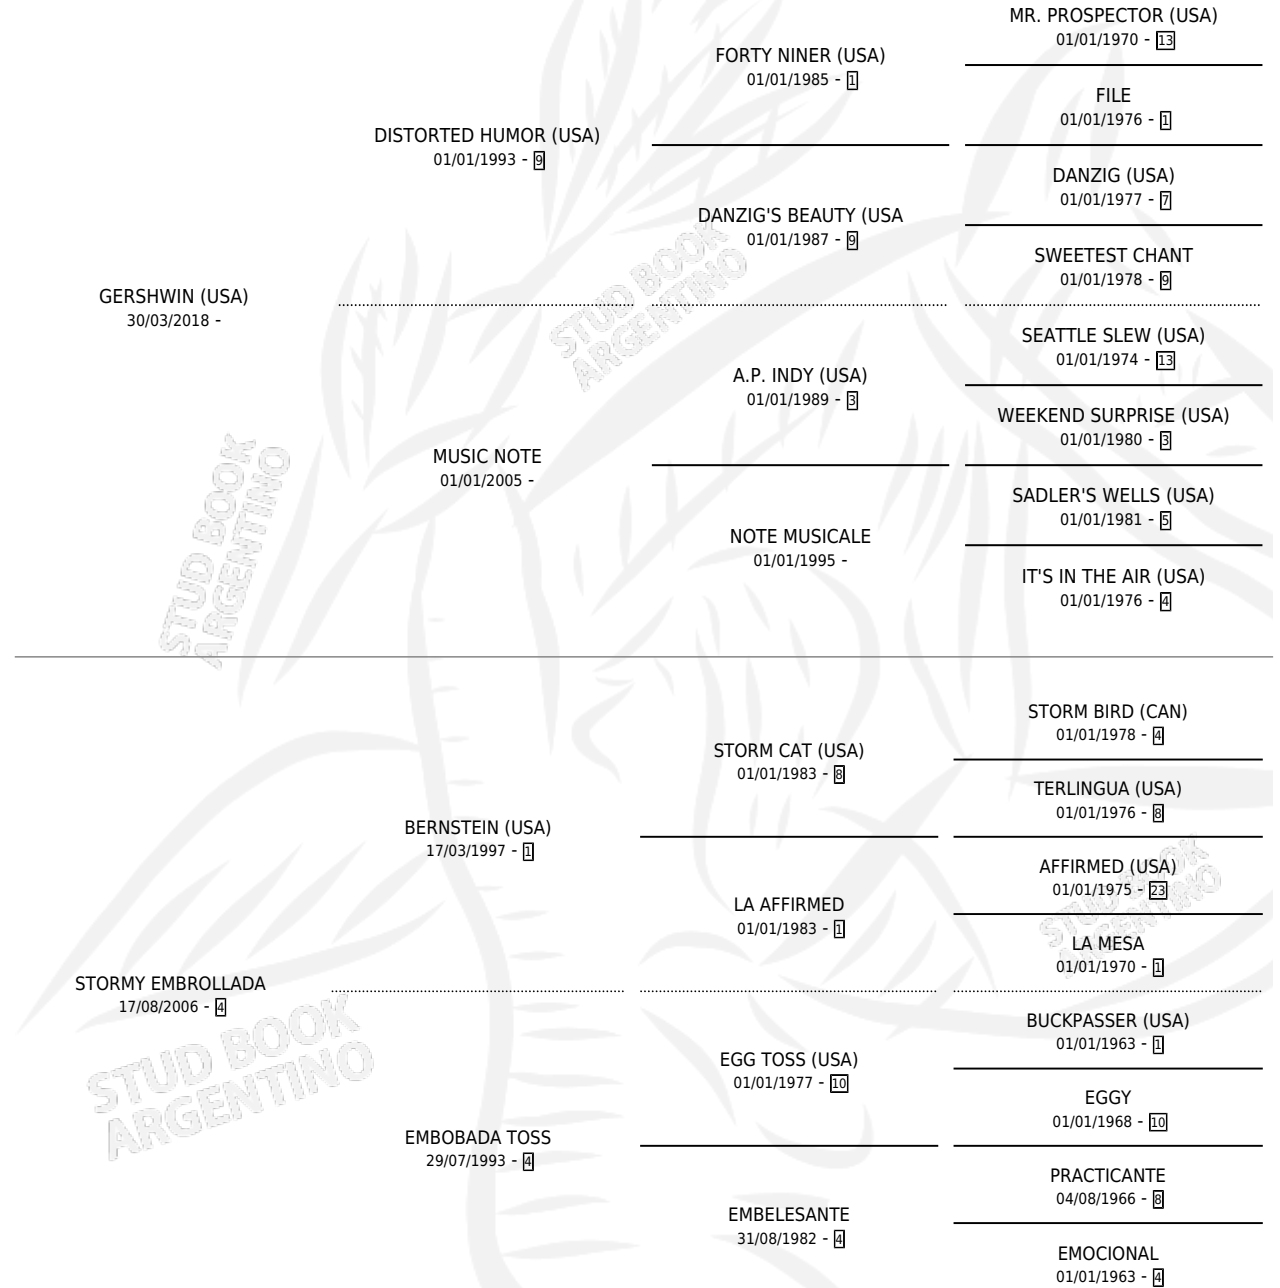 MR. PROSPECTOR (USA)
01/01/1970 - 13
FORTY NINER (USA)
01/01/1985 - 1
FILE
01/01/1976 - 1
DISTORTED HUMOR (USA)
01/01/1993 - 9
DANZIG (USA)
01/01/1977 - 7
DANZIG'S BEAUTY (USA
01/01/1987 - 9
SWEETEST CHANT
01/01/1978 - 9
GERSHWIN (USA)
30/03/2018 -
STUD BOOK
ARGENTINO
SEATTLE SLEW (USA)
01/01/1974 - 13
A.P. INDY (USA)
01/01/1989 - 3
WEEKEND SURPRISE (USA)
01/01/1980 - 3
MUSIC NOTE
01/01/2005 -
SADLER'S WELLS (USA)
01/01/1981 - 5
NOTE MUSICALE
01/01/1995 -
IT'S IN THE AIR (USA)
01/01/1976 - 4
STUD BOOK
ARGENTINO
STORM BIRD (CAN)
01/01/1978 - 4
STORM CAT (USA)
01/01/1983 - 8
TERLINGUA (USA)
01/01/1976 - 8
BERNSTEIN (USA)
17/03/1997 - 1
AFFIRMED (USA)
01/01/1975 - 23
LA AFFIRMED
01/01/1983 - 1
LA MESA
01/01/1970 - 1
STUD BOOK
ARGENTINO
STORMY EMBROLLADA
17/08/2006 - 4
BUCKPASSER (USA)
01/01/1963 - 1
EGG TOSS (USA)
01/01/1977 - 10
EGGY
01/01/1968 - 10
STUD BOOK
ARGENTINO
EMBOBADA TOSS
29/07/1993 - 4
PRACTICANTE
04/08/1966 - 8
EMBELESANTE
31/08/1982 - 4
EMOCIONAL
01/01/1963 - 4